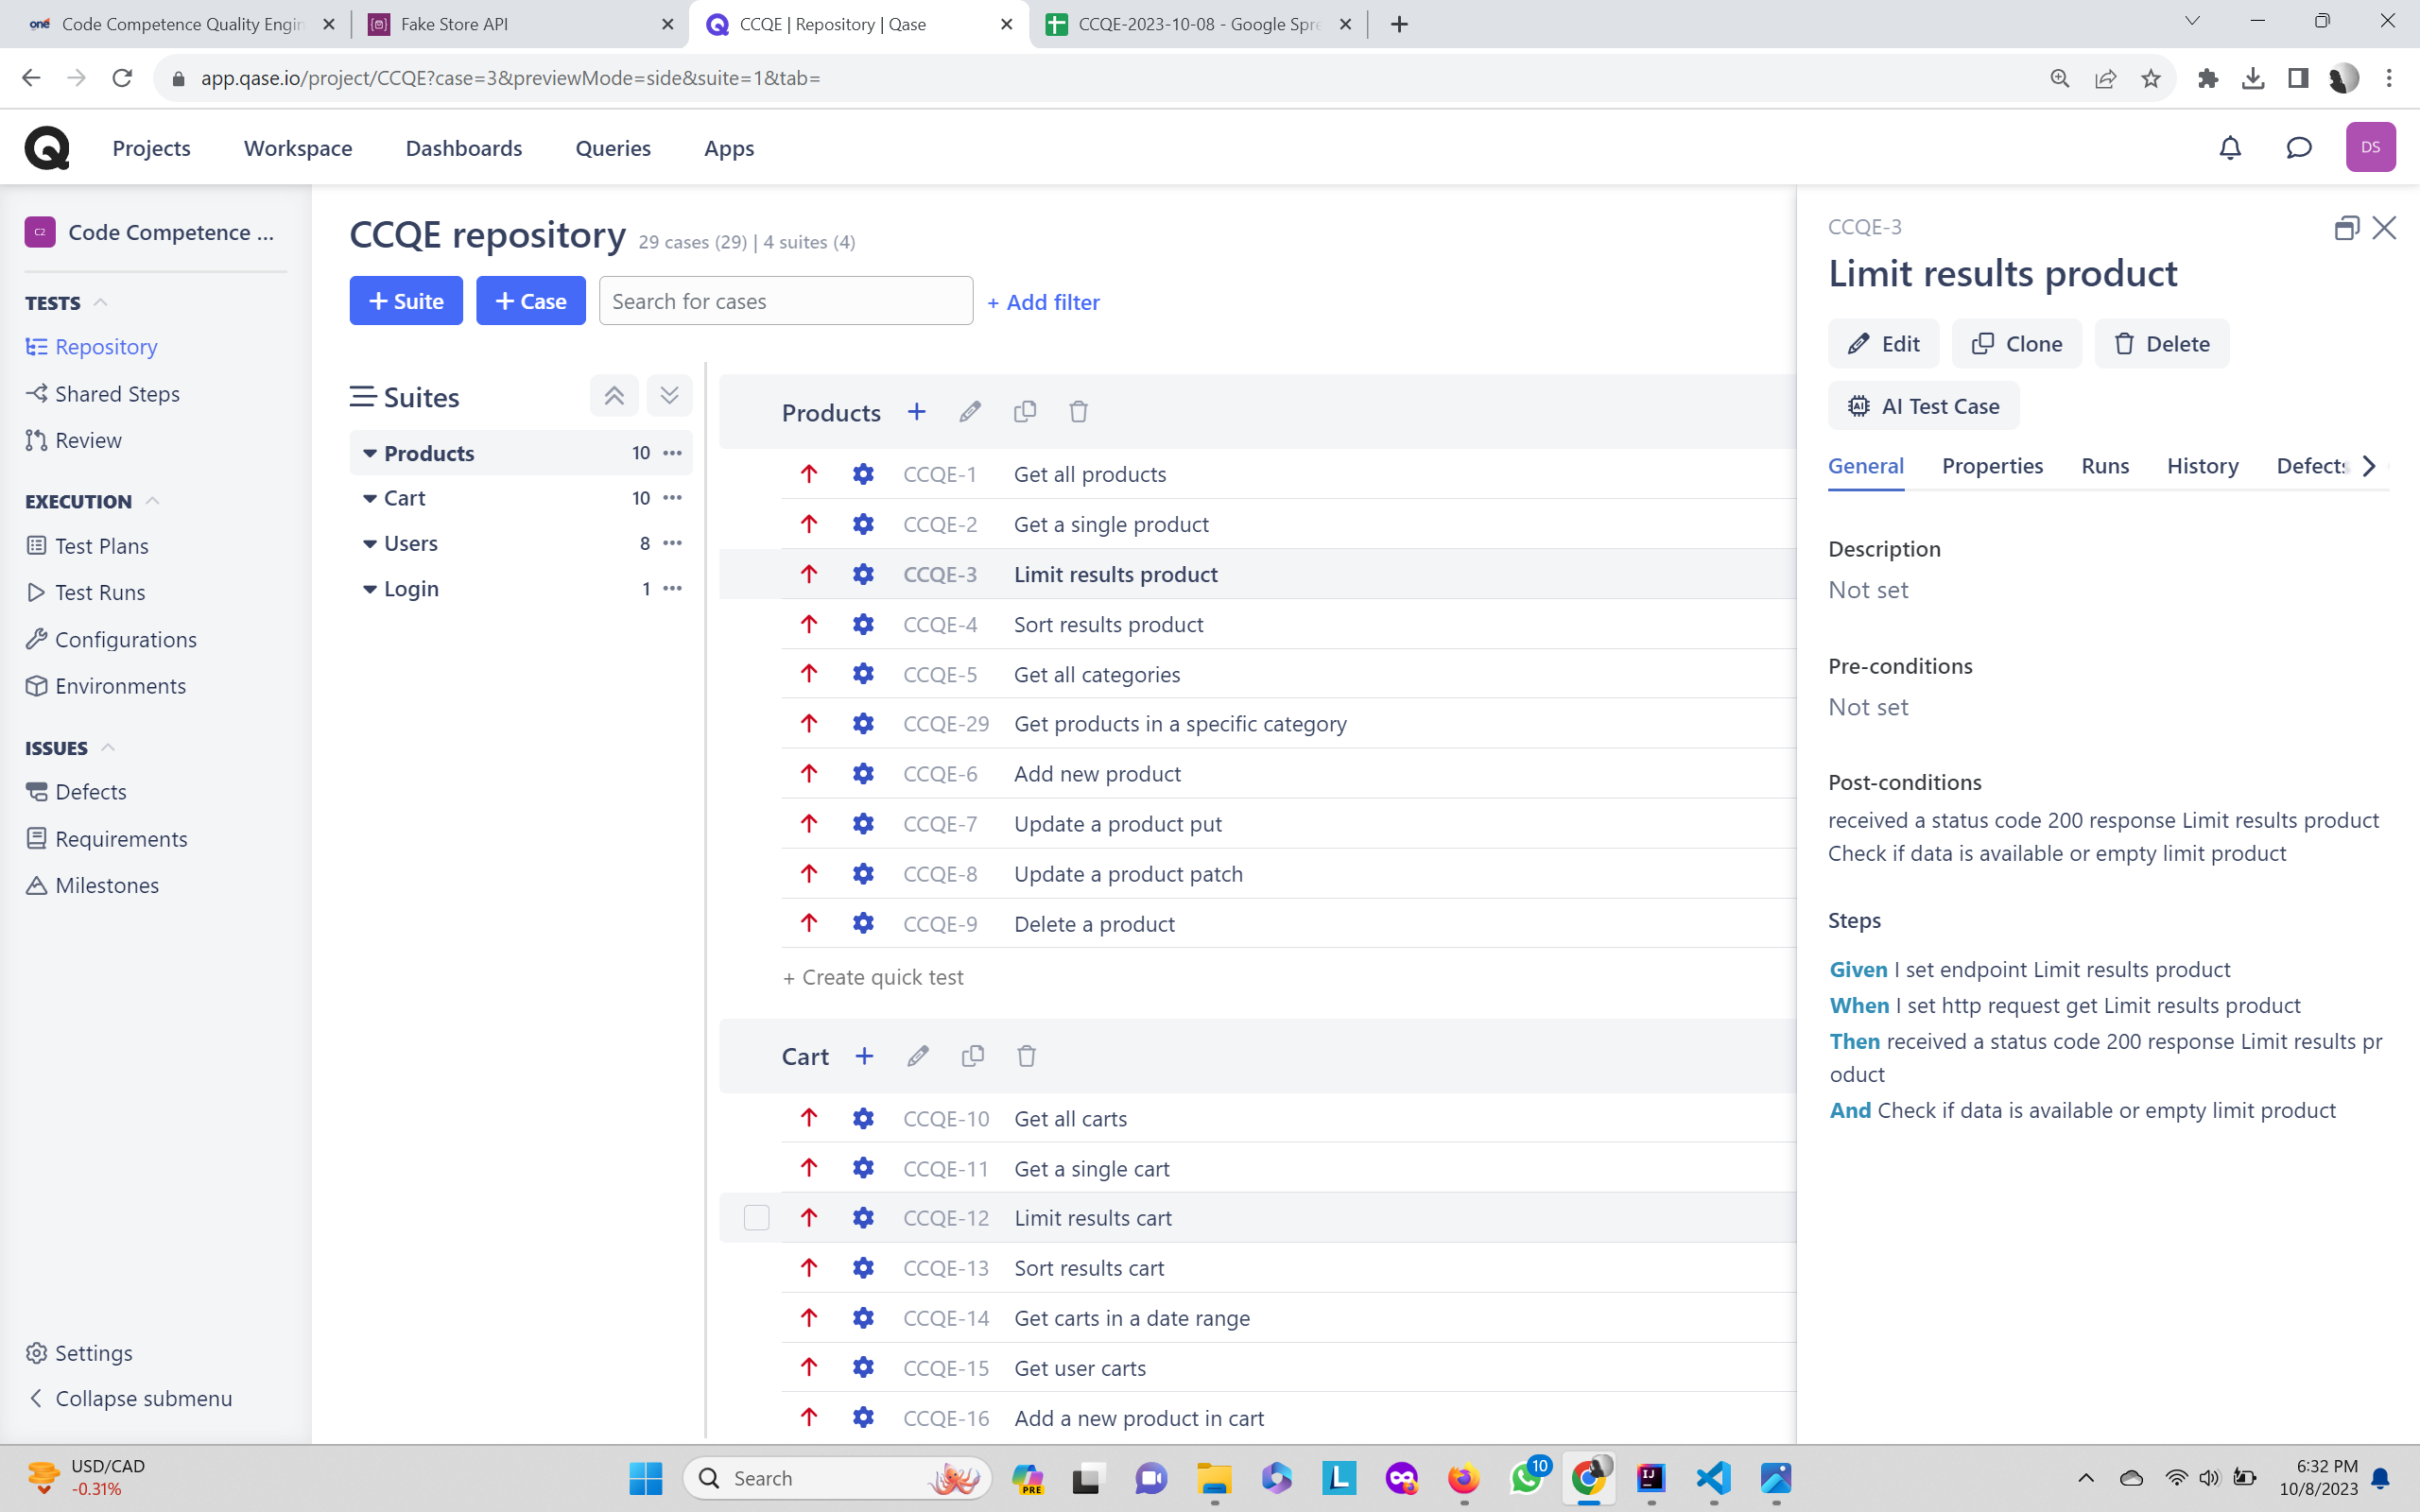 Code Competence Quality Engin
Fake Store API
CCQE | Repository | Qase
CCQE-2023-10-08 - Google Spre
app.qase.io/project/CCQE?case=3&previewMode=side&suite=1&tab=
Projects
Workspace
Dashboards
Queries
Apps
DS
C2
Code Competence ...
TESTS
Repository
Shared Steps
Review
EXECUTION
Test Plans
Test Runs
Configurations
Environments
ISSUES
Defects
Requirements
Milestones
Settings
Collapse submenu
CCQE repository 29 cases (29) | 4 suites (4)
+ Suite
+ Case
Search for cases
+ Add filter
Suites
Products 10
Cart 10
Users 8
Login 1
Products
CCQE-1 Get all products
CCQE-2 Get a single product
CCQE-3 Limit results product
CCQE-4 Sort results product
CCQE-5 Get all categories
CCQE-29 Get products in a specific category
CCQE-6 Add new product
CCQE-7 Update a product put
CCQE-8 Update a product patch
CCQE-9 Delete a product
+ Create quick test
Cart
CCQE-10 Get all carts
CCQE-11 Get a single cart
CCQE-12 Limit results cart
CCQE-13 Sort results cart
CCQE-14 Get carts in a date range
CCQE-15 Get user carts
CCQE-16 Add a new product in cart
CCQE-3
Limit results product
Edit
Clone
Delete
AI Test Case
General
Properties
Runs
History
Defects
Description
Not set
Pre-conditions
Not set
Post-conditions
received a status code 200 response Limit results product
Check if data is available or empty limit product
Steps
Given I set endpoint Limit results product
When I set http request get Limit results product
Then received a status code 200 response Limit results pr
oduct
And Check if data is available or empty limit product
USD/CAD
-0.31%
Search
PRE
L
10
IJ
6:32 PM
10/8/2023